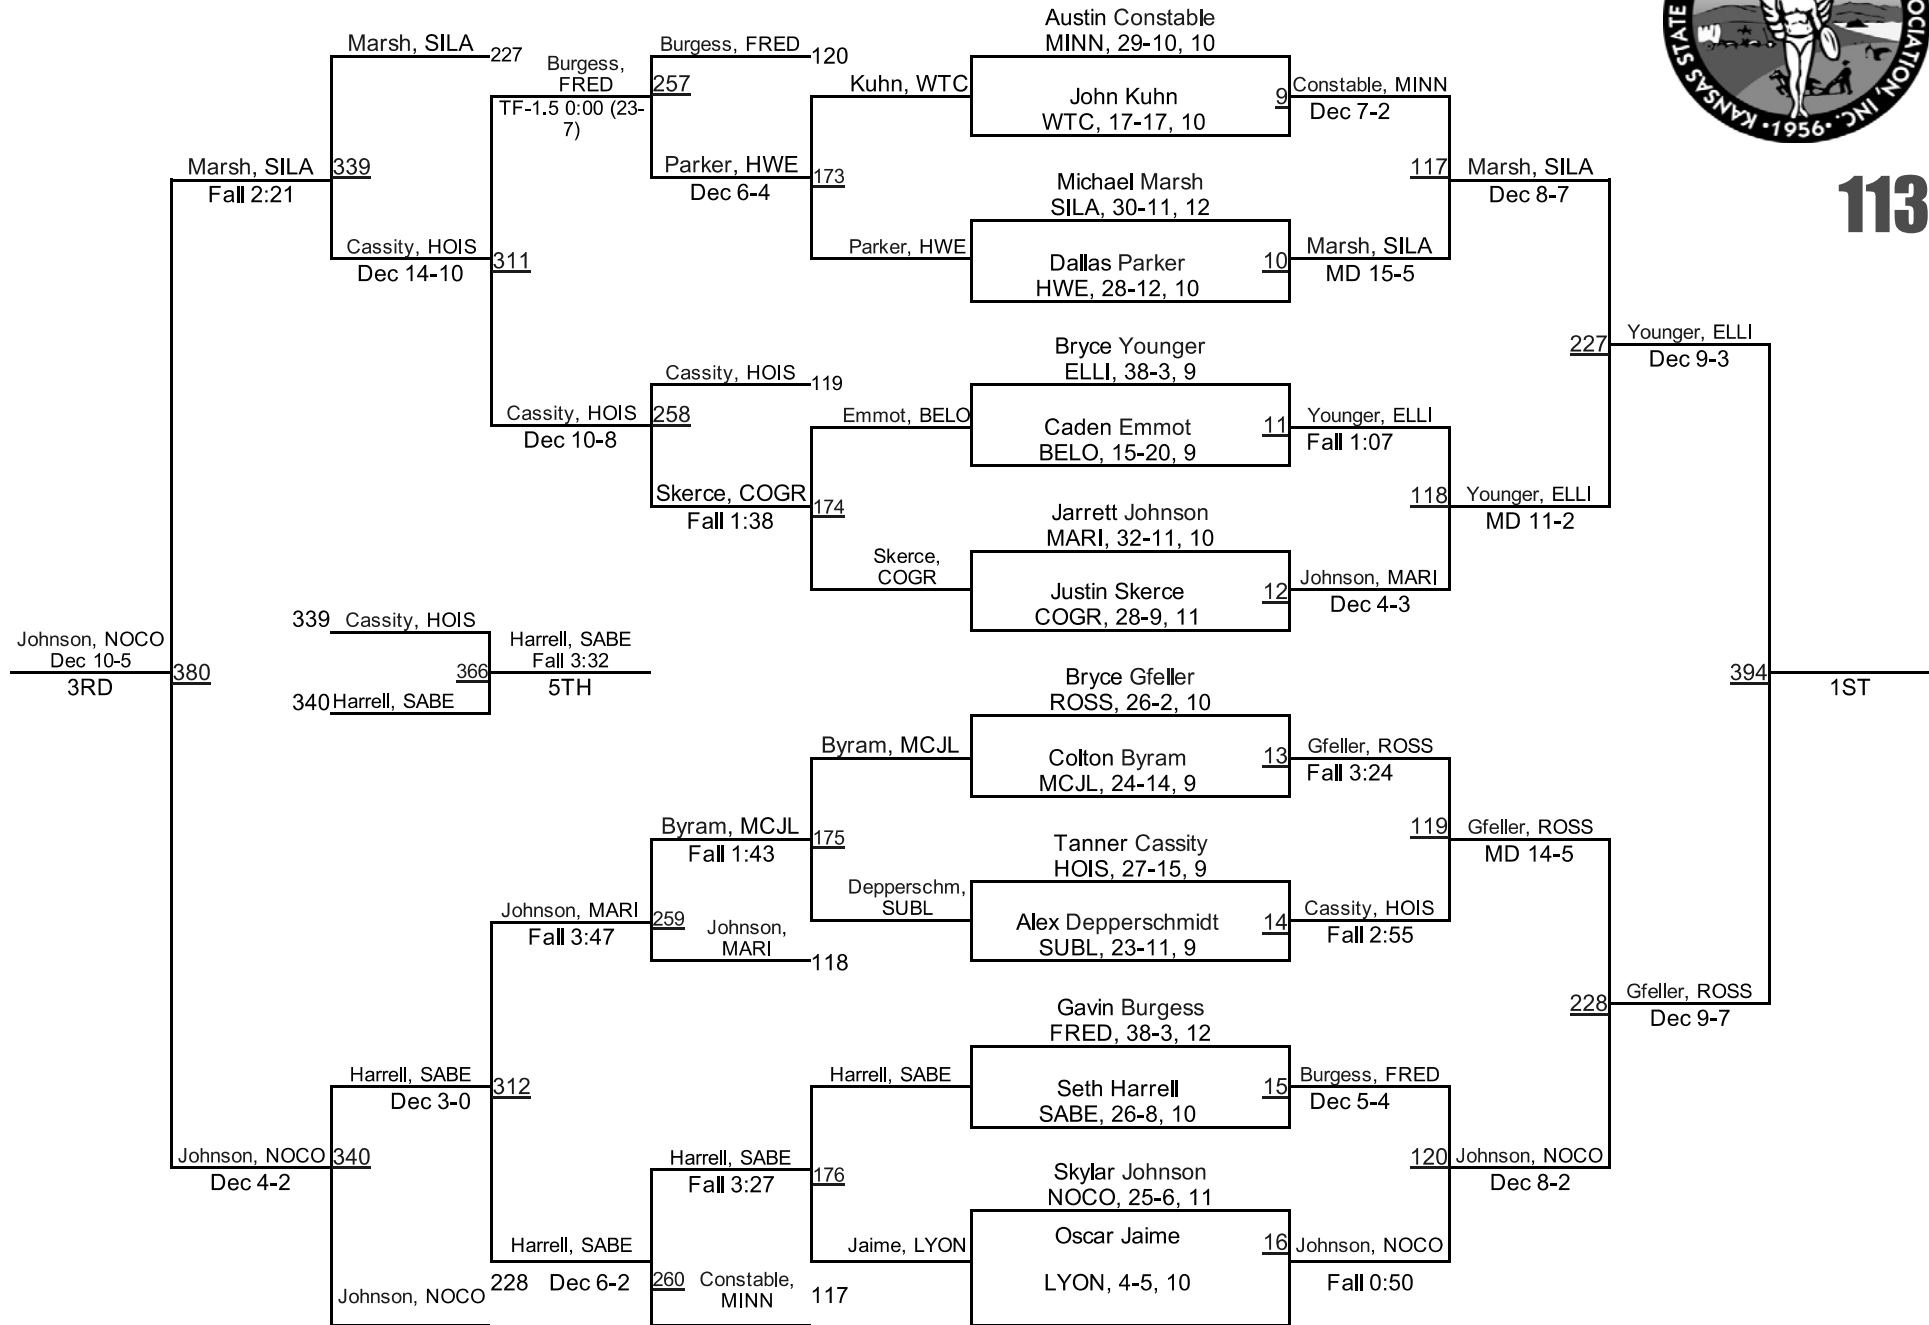 KANSAS STATE
OCIATION, INC.
•1956•
113
Marsh, SILA
227
Marsh, SILA
Fall 2:21
339
Cassity, HOIS
Dec 14-10
311
Burgess,
FRED
TF-1.5 0:00 (23-
7)
257
Burgess, FRED
120
Parker, HWE
Dec 6-4
173
Kuhn, WTC
Parker, HWE
Cassity, HOIS
Dec 10-8
258
Cassity, HOIS
119
Skerce, COGR
Fall 1:38
174
Emmot, BELO
Skerce,
COGR
Johnson, NOCO
Dec 10-5
3RD
380
339
Cassity, HOIS
340
Harrell, SABE
366
Harrell, SABE
Fall 3:32
5TH
Johnson, MARI
Fall 3:47
259
Byram, MCJL
Fall 1:43
175
Byram, MCJL
Depperschm,
SUBL
Johnson,
MARI
118
Harrell, SABE
Dec 3-0
312
Johnson, NOCO
Dec 4-2
340
Johnson, NOCO
228
Harrell, SABE
Dec 6-2
260
Harrell, SABE
Fall 3:27
176
Harrell, SABE
Jaime, LYON
Constable,
MINN
117
Austin Constable
MINN, 29-10, 10
John Kuhn
WTC, 17-17, 10
9
Constable, MINN
Dec 7-2
Michael Marsh
SILA, 30-11, 12
Dallas Parker
HWE, 28-12, 10
10
Marsh, SILA
MD 15-5
117
Marsh, SILA
Dec 8-7
Bryce Younger
ELLI, 38-3, 9
Caden Emmot
BELO, 15-20, 9
11
Younger, ELLI
Fall 1:07
Jarrett Johnson
MARI, 32-11, 10
Justin Skerce
COGR, 28-9, 11
12
Johnson, MARI
Dec 4-3
118
Younger, ELLI
MD 11-2
227
Younger, ELLI
Dec 9-3
Bryce Gfeller
ROSS, 26-2, 10
Colton Byram
MCJL, 24-14, 9
13
Gfeller, ROSS
Fall 3:24
Tanner Cassity
HOIS, 27-15, 9
Alex Depperschmidt
SUBL, 23-11, 9
14
Cassity, HOIS
Fall 2:55
119
Gfeller, ROSS
MD 14-5
Gavin Burgess
FRED, 38-3, 12
Seth Harrell
SABE, 26-8, 10
15
Burgess, FRED
Dec 5-4
Skylar Johnson
NOCO, 25-6, 11
Oscar Jaime
LYON, 4-5, 10
16
Johnson, NOCO
Fall 0:50
120
Johnson, NOCO
Dec 8-2
228
Gfeller, ROSS
Dec 9-7
394
1ST